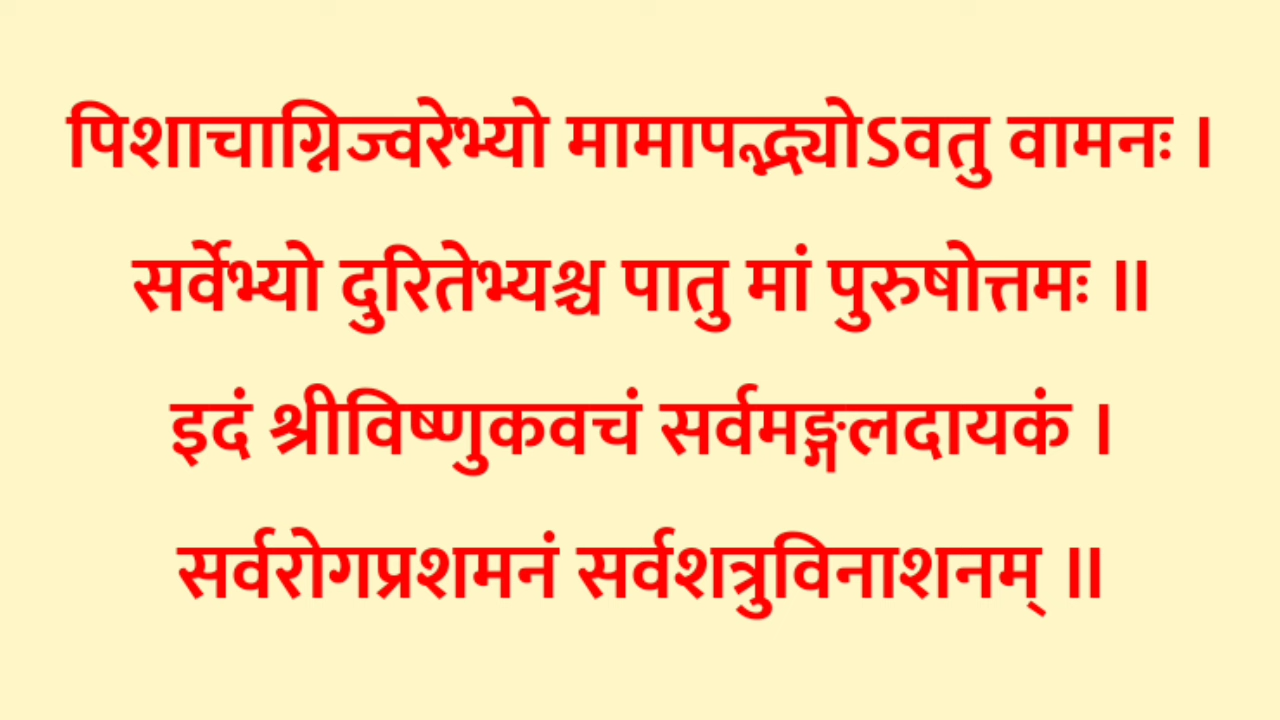 पिशाचाग्निज्वरेभ्यो मामापद्भ्योऽवतु वामनः ।
सर्वेभ्यो दुरितेभ्यश्च पातु मां पुरुषोत्तमः ॥
इदं श्रीविष्णुकवचं सर्वमङ्गलदायकं ।
सर्वरोगप्रशमनं सर्वशत्रुविनाशनम् ॥